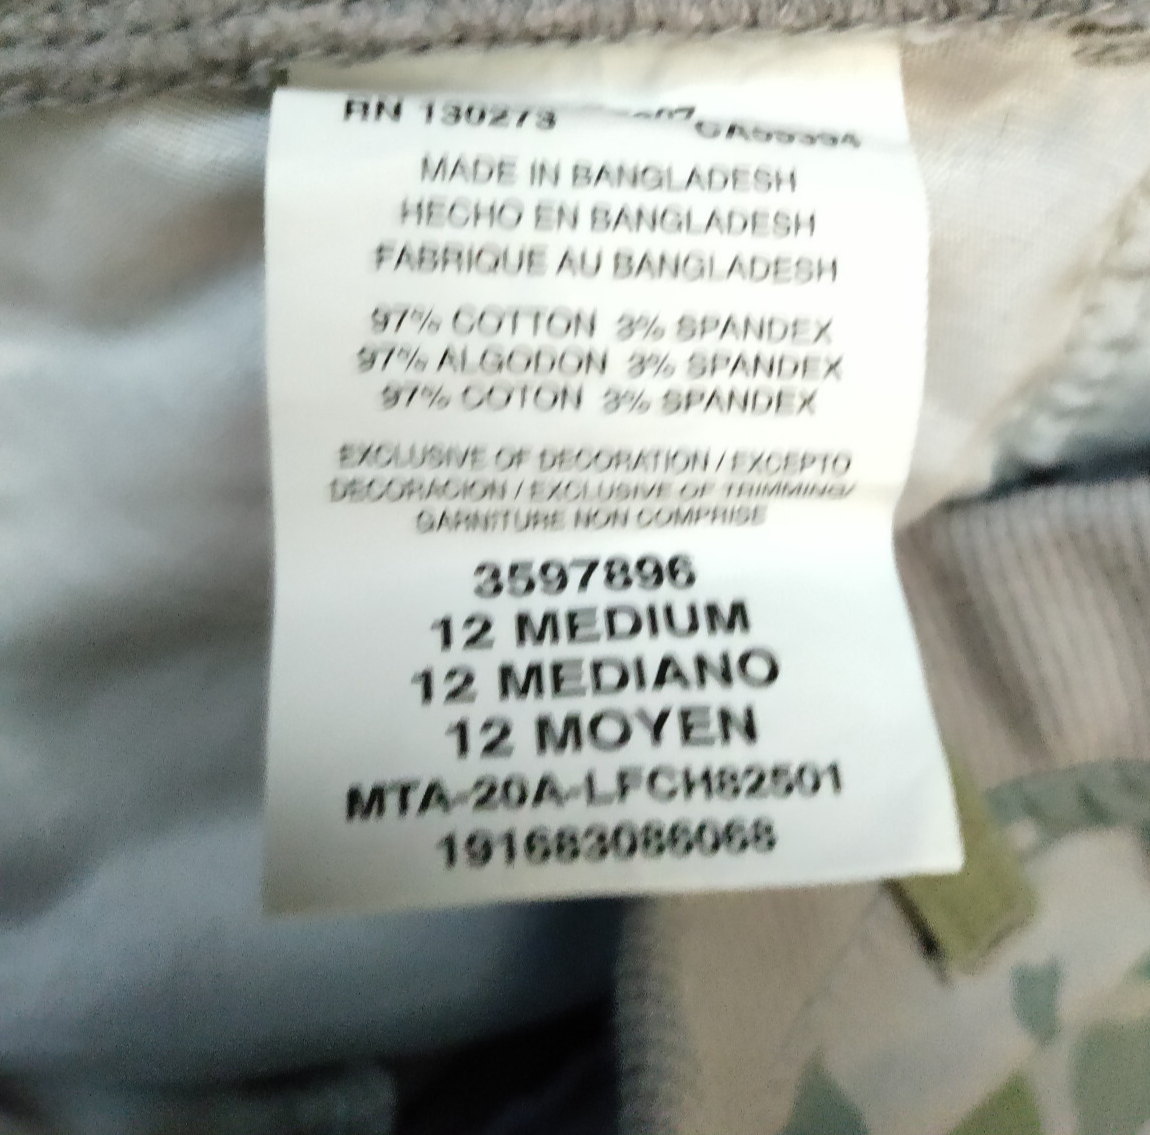 RN 130273
MADE IN BANGLADESH
HECHO EN BANGLADESH
FABRIQUE AU BANGLADESH
97% COTTON 3% SPANDEX
97% ALGODON 3% SPANDEX
97% COTON 3% SPANDEX
EXCLUSIVE OF DECORATION / EXCEPTO
DECORACION / EXCLUSIVE OF TRIMMING/
GARNITURE NON COMPRISE
3597896
12 MEDIUM
12 MEDIANO
12 MOYEN
MTA-20A-LFCH82501
191683086068